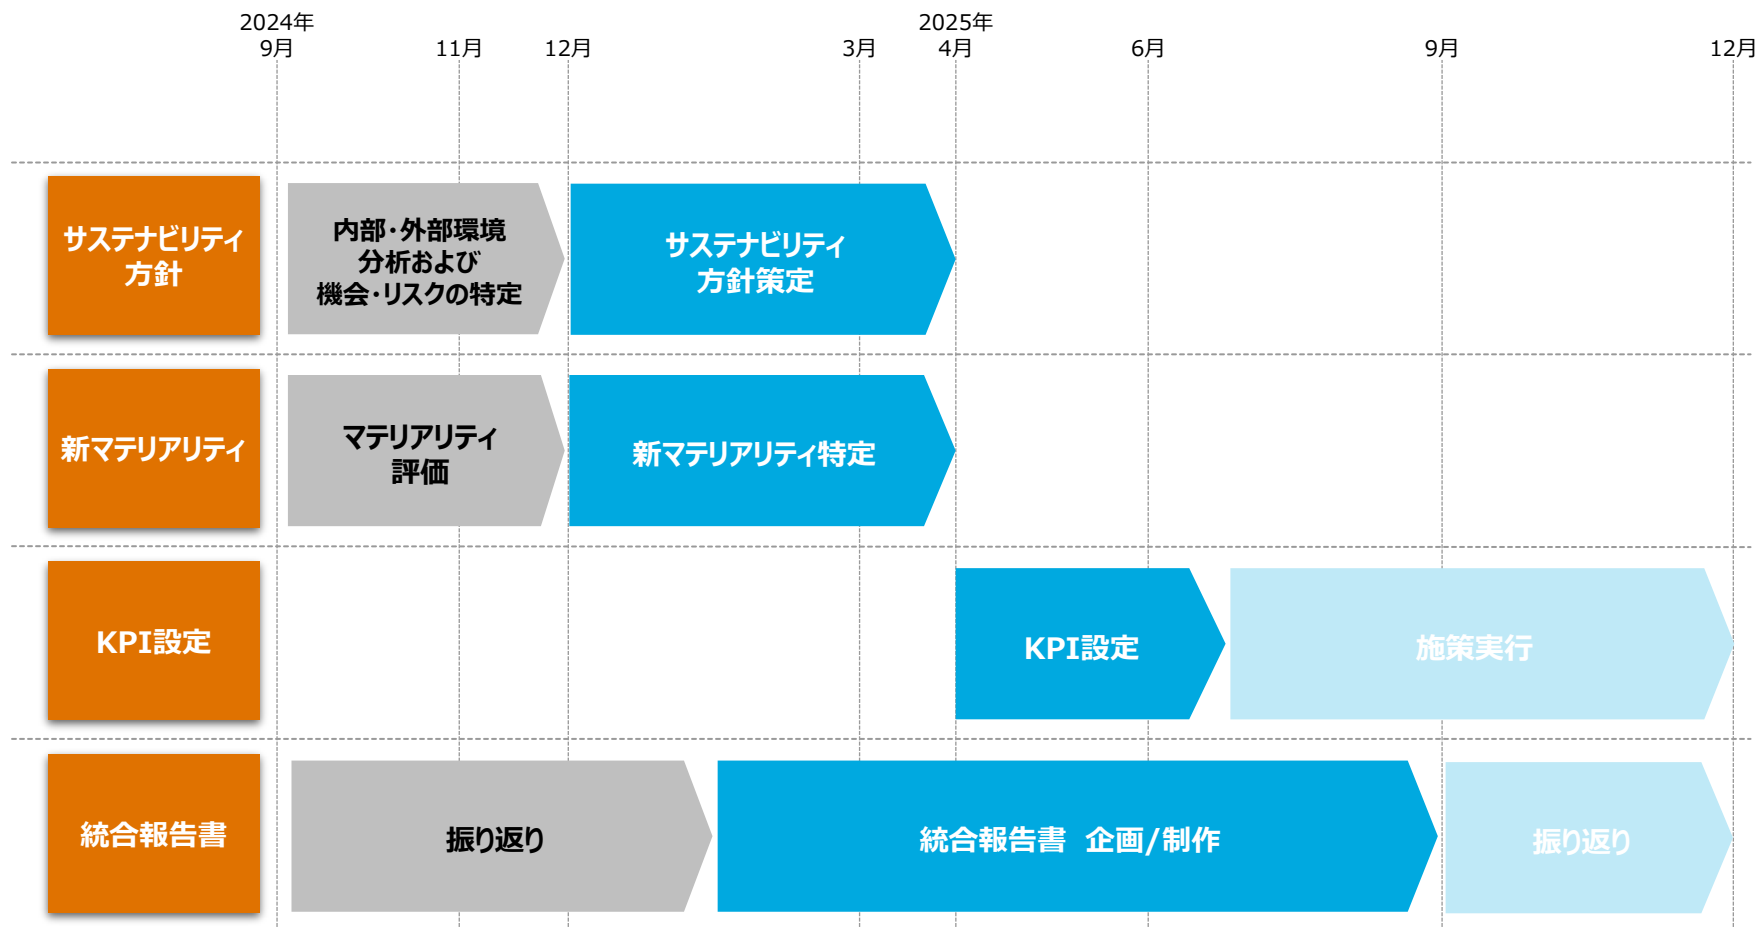 2024年
2025年
9月
11月
12月
3月
4月
6月
9月
12月
サステナビリティ
方針
内部・外部環境
分析および
機会・リスクの特定
サステナビリティ
方針策定
新マテリアリティ
マテリアリティ
評価
新マテリアリティ特定
KPI設定
KPI設定
施策実行
統合報告書
振り返り
統合報告書 企画/制作
振り返り